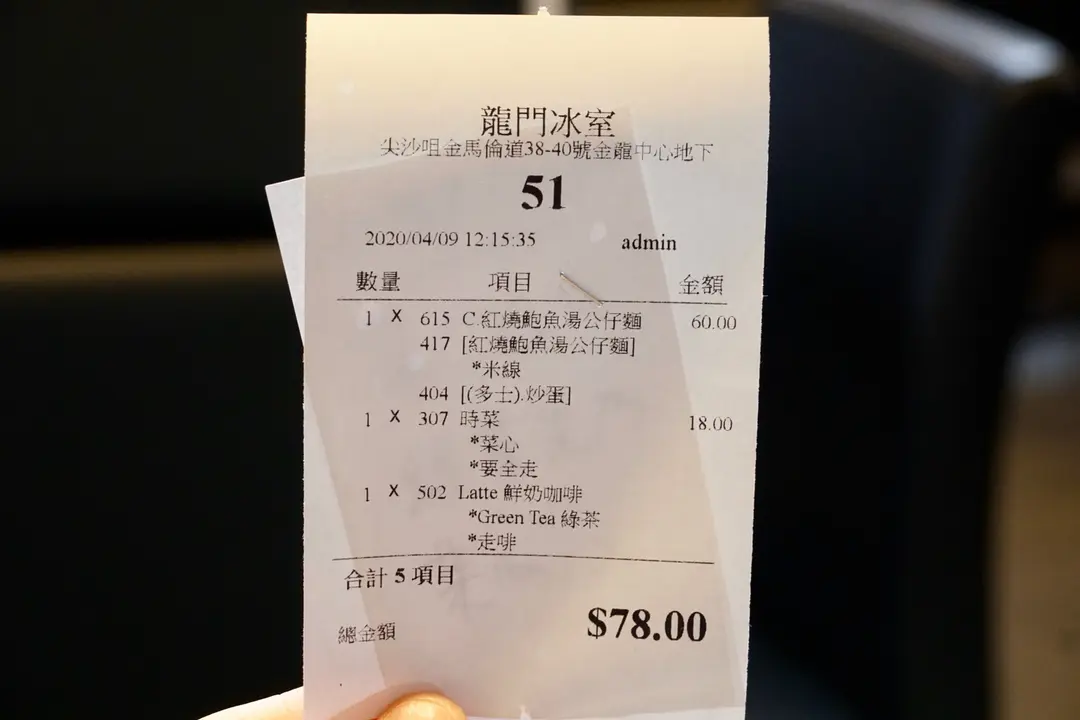 龍門冰室
尖沙咀金馬倫道38-40號金龍中心地下
51
2020/04/09 12:15:35 admin
數量 項目 金額
1 X 615 C.紅燒鮑魚湯公仔麵 60.00
417 [紅燒鮑魚湯公仔麵]
*米線
404 [(多士).炒蛋]
1 X 307 時菜 18.00
*菜心
*要全走
1 X 502 Latte 鮮奶咖啡
*Green Tea 綠茶
*走啡
合計 5 項目
總金額 $78.00